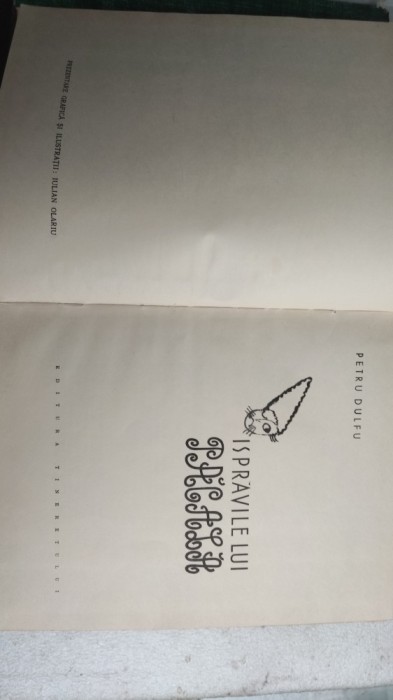 PREZENTARE GRAFICĂ ȘI ILUSTRAȚII: IULIAN OLARIU
PETRU DULFU
ISPRĂVILE LUI
PĂCALĂ
EDITURA TINERETULUI